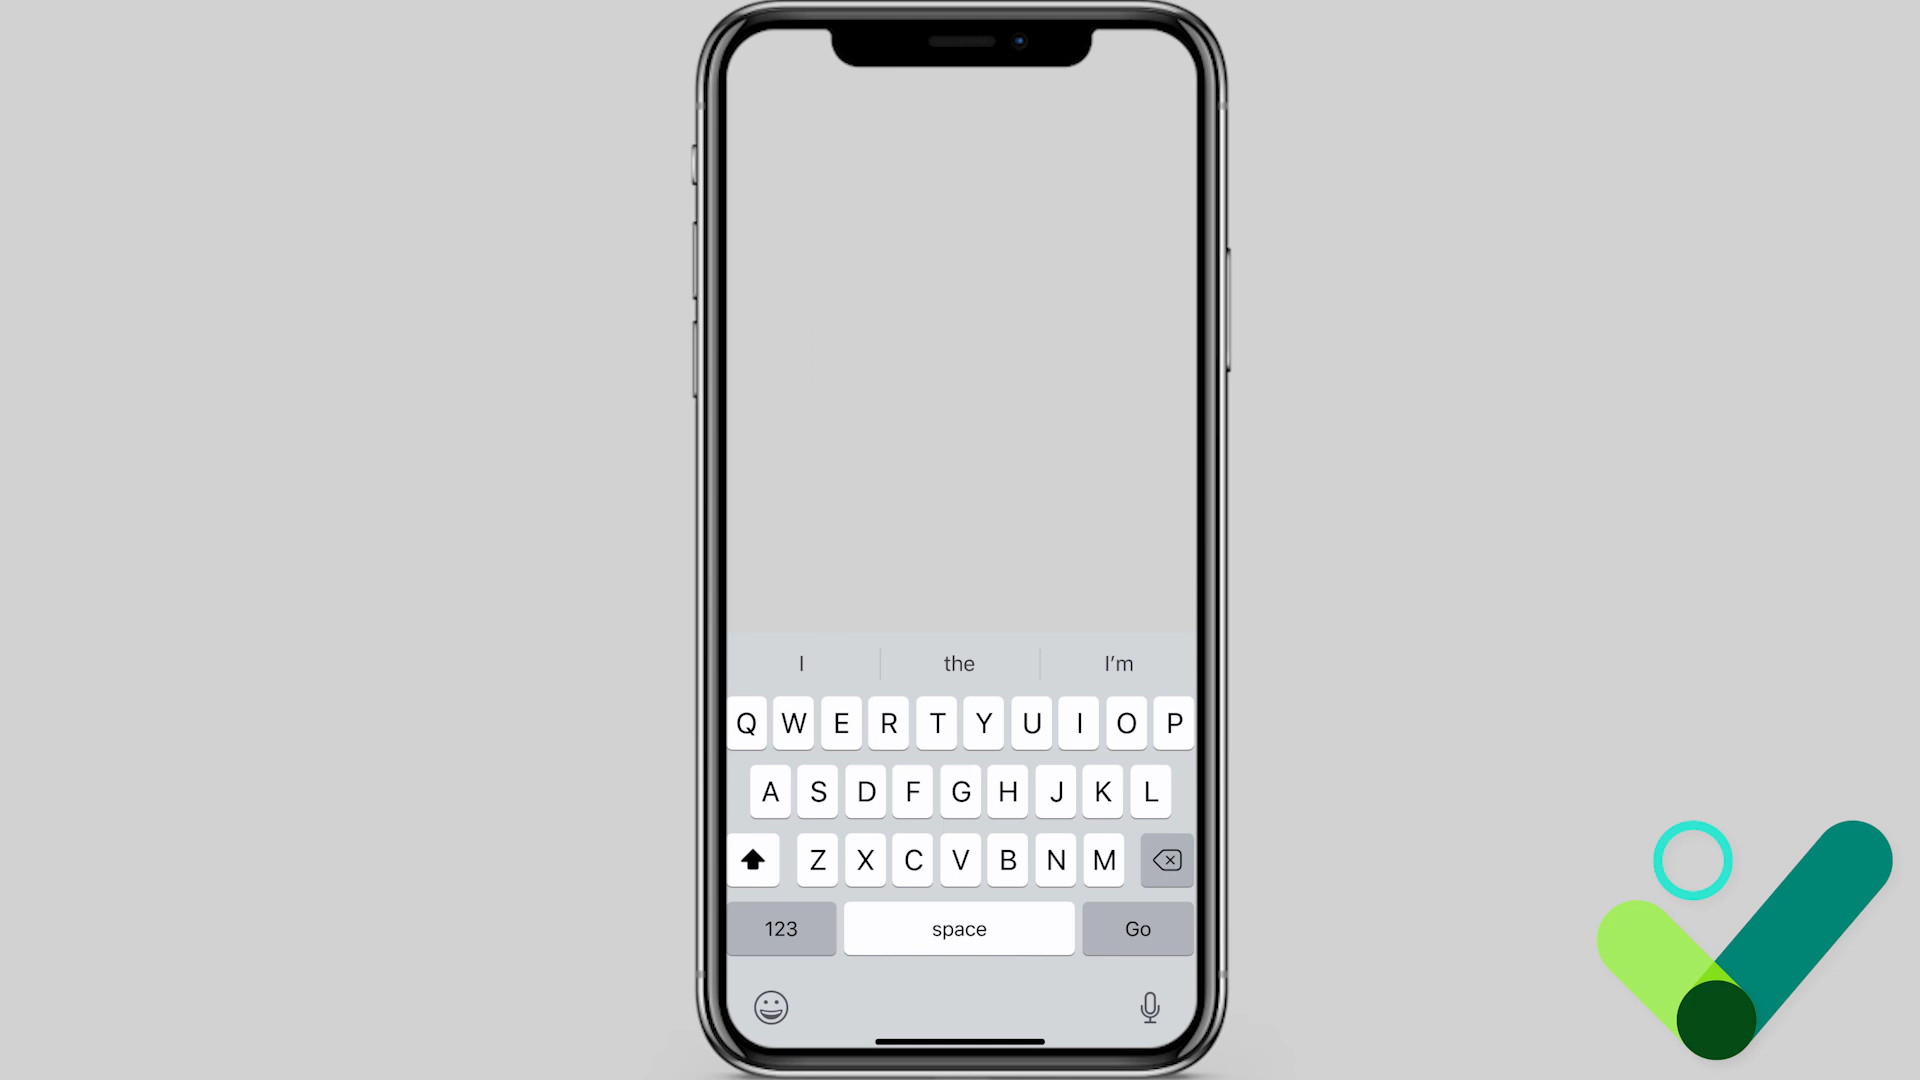 I the I’m
Q W E R T Y U I O P
A S D F G H J K L
Z X C V B N M
123 space Go